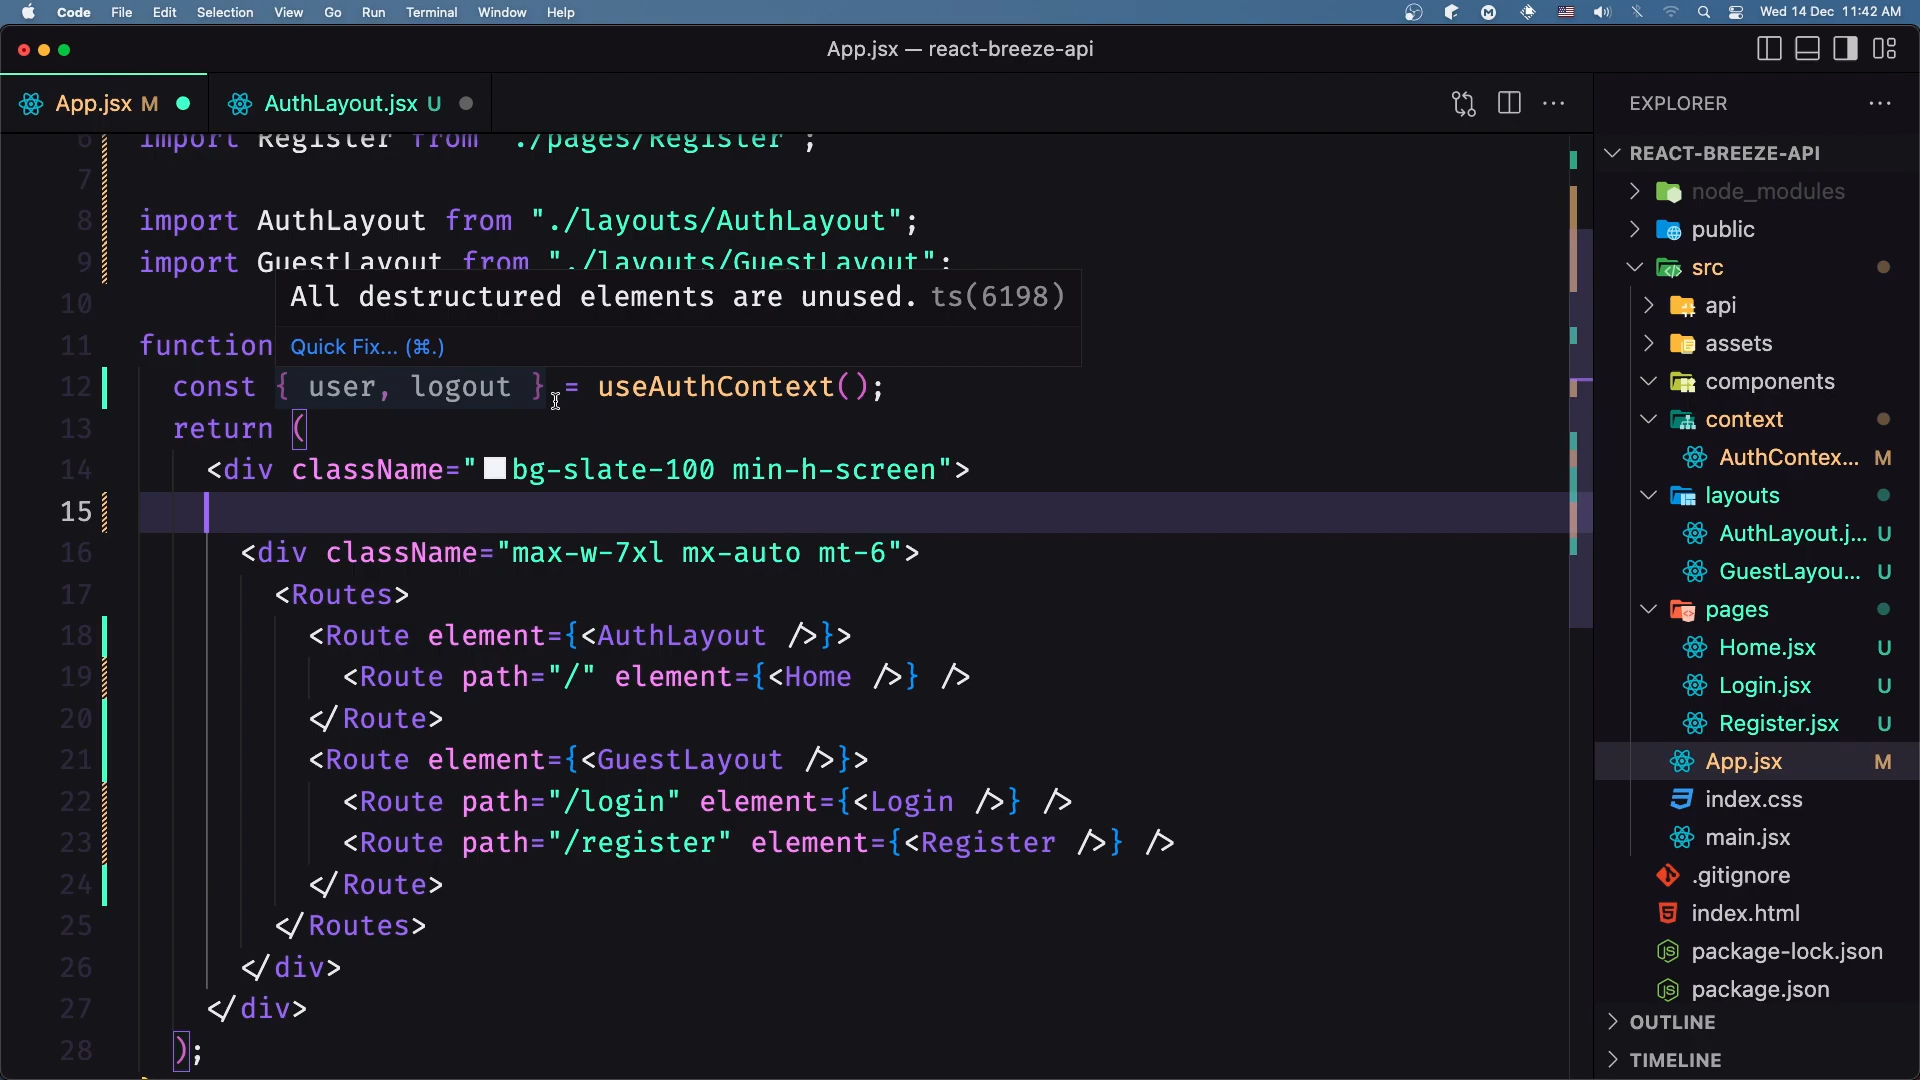 Code File Edit Selection View Go Run Terminal Window Help Wed 14 Dec 11:42 AM
App.jsx — react-breeze-api
App.jsx M AuthLayout.jsx U
6 import Register from "./pages/Register";
7
8 import AuthLayout from "./layouts/AuthLayout";
9 import GuestLayout from "./layouts/GuestLayout";
10
All destructured elements are unused. ts(6198)
Quick Fix... (⌘.)
11 function
12 const { user, logout } = useAuthContext();
13 return (
14 <div className="bg-slate-100 min-h-screen">
15
16 <div className="max-w-7xl mx-auto mt-6">
17 <Routes>
18 <Route element={<AuthLayout />}>
19 <Route path="/" element={<Home />} />
20 </Route>
21 <Route element={<GuestLayout />}>
22 <Route path="/login" element={<Login />} />
23 <Route path="/register" element={<Register />} />
24 </Route>
25 </Routes>
26 </div>
27 </div>
28 );
EXPLORER
REACT-BREEZE-API
node_modules
public
src
api
assets
components
context
AuthContex... M
layouts
AuthLayout.j... U
GuestLayou... U
pages
Home.jsx U
Login.jsx U
Register.jsx U
App.jsx M
index.css
main.jsx
.gitignore
index.html
package-lock.json
package.json
OUTLINE
TIMELINE